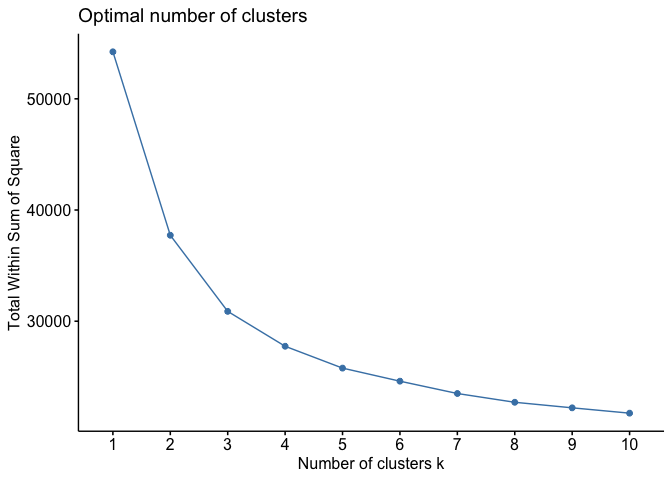 Optimal number of clusters
Total Within Sum of Square
50000
40000
30000
1 2 3 4 5 6 7 8 9 10
Number of clusters k